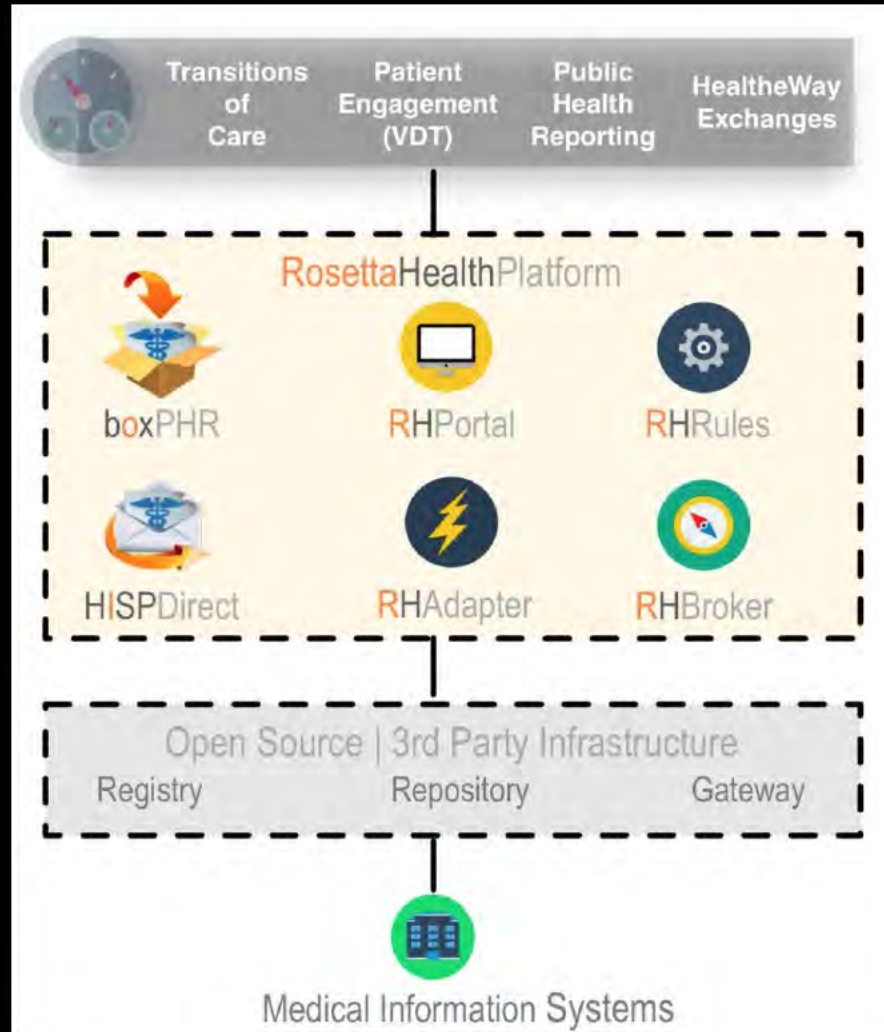 Transitions of Care
Patient Engagement (VDT)
Public Health Reporting
HealtheWay Exchanges
RosettaHealthPlatform
boxPHR
RHPortal
RHRules
HISPDirect
RHAdapter
RHBroker
Open Source | 3rd Party Infrastructure
Registry
Repository
Gateway
Medical Information Systems